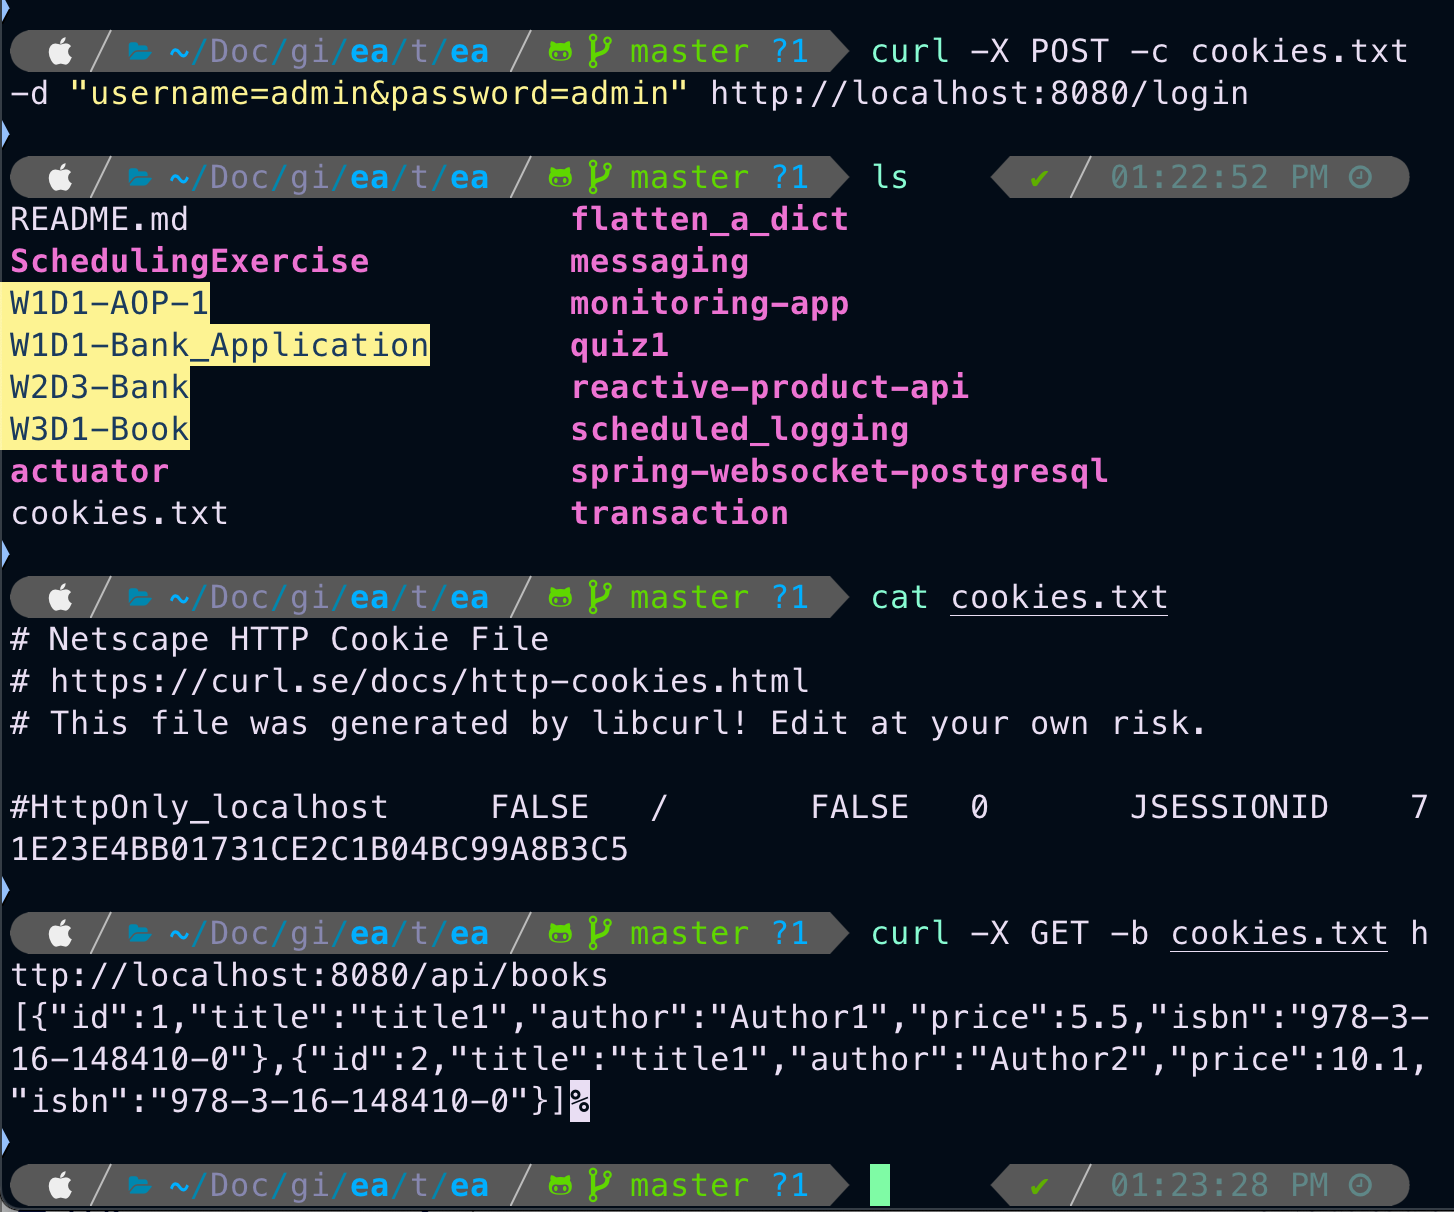 ~/Doc/gi/ea/t/ea master ?1 curl -X POST -c cookies.txt
-d "username=admin&password=admin" http://localhost:8080/login
~/Doc/gi/ea/t/ea master ?1 ls ✔ 01:22:52 PM
README.md flatten_a_dict
SchedulingExercise messaging
W1D1-AOP-1 monitoring-app
W1D1-Bank_Application quiz1
W2D3-Bank reactive-product-api
W3D1-Book scheduled_logging
actuator spring-websocket-postgresql
cookies.txt transaction
~/Doc/gi/ea/t/ea master ?1 cat cookies.txt
# Netscape HTTP Cookie File
# https://curl.se/docs/http-cookies.html
# This file was generated by libcurl! Edit at your own risk.
#HttpOnly_localhost FALSE / FALSE 0 JSESSIONID 7
1E23E4BB01731CE2C1B04BC99A8B3C5
~/Doc/gi/ea/t/ea master ?1 curl -X GET -b cookies.txt h
ttp://localhost:8080/api/books
[{"id":1,"title":"title1","author":"Author1","price":5.5,"isbn":"978-3-
16-148410-0"},{"id":2,"title":"title1","author":"Author2","price":10.1,
"isbn":"978-3-16-148410-0"}]%
~/Doc/gi/ea/t/ea master ?1 ✔ 01:23:28 PM